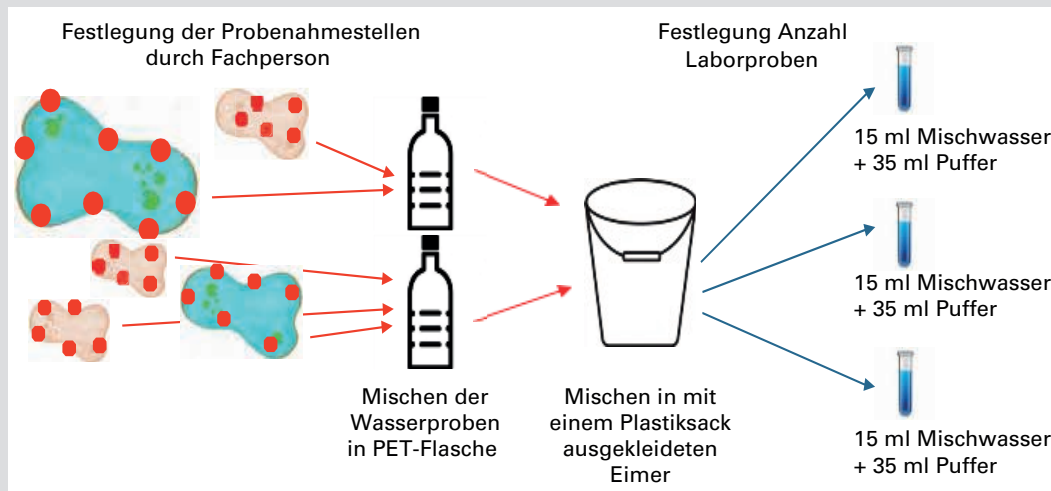 Festlegung der Probenahmestellen
durch Fachperson
Festlegung Anzahl
Laborproben
15 ml Mischwasser
+ 35 ml Puffer
15 ml Mischwasser
+ 35 ml Puffer
15 ml Mischwasser
+ 35 ml Puffer
Mischen der
Wasserproben
in PET-Flasche
Mischen in mit
einem Plastiksack
ausgekleideten
Eimer